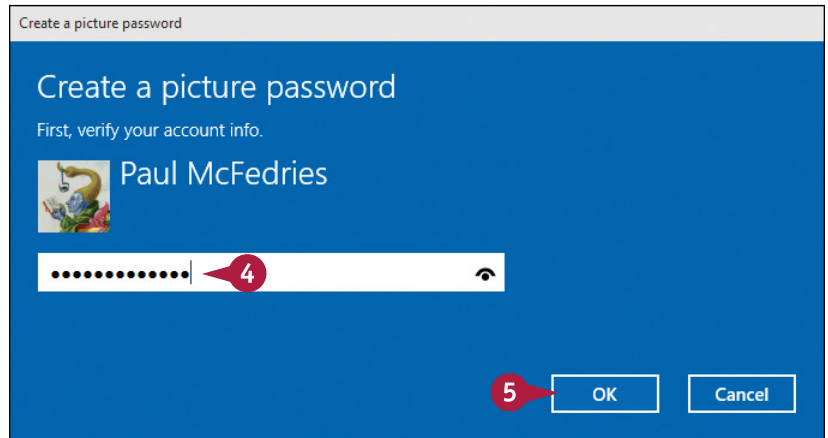 Create a picture password
Create a picture password
First, verify your account info.
Paul McFedries
•••••••••••••
4
5
OK
Cancel